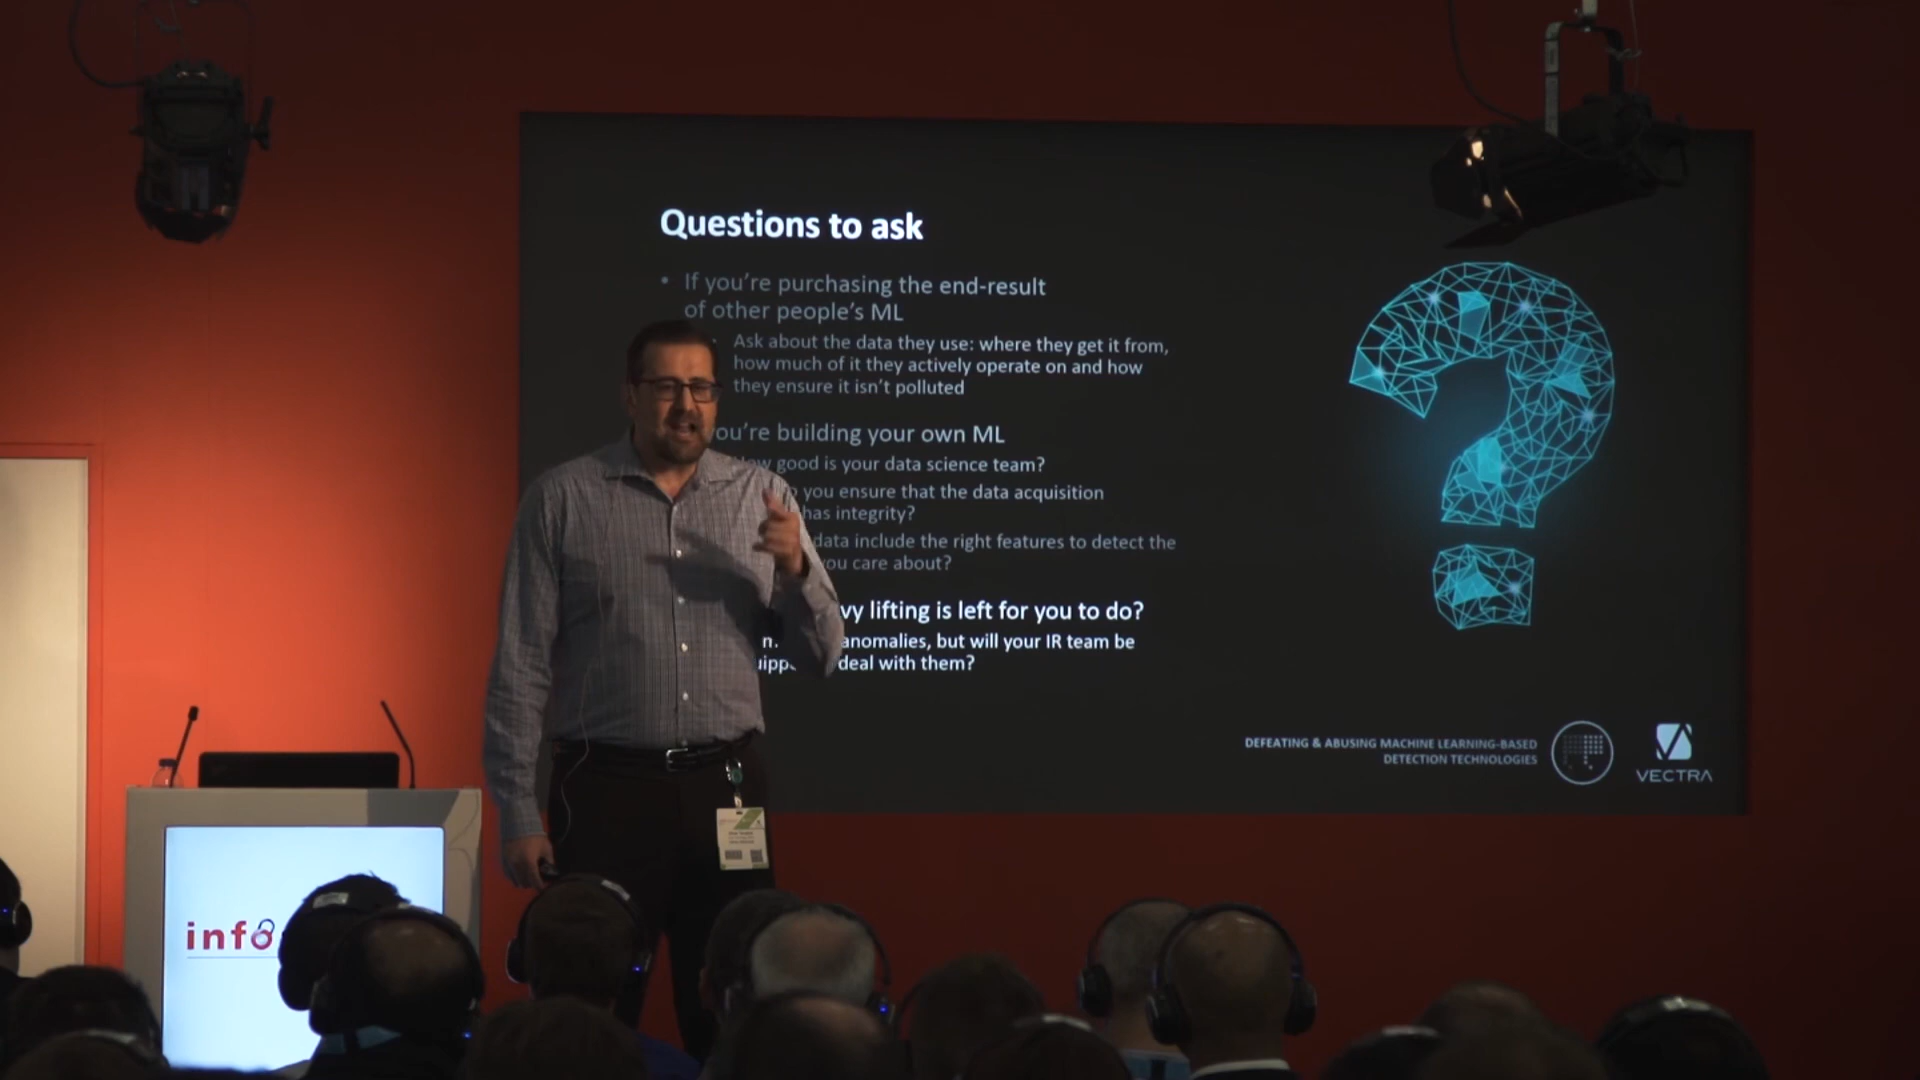 Questions to ask
• If you're purchasing the end-result
of other people's ML
Ask about the data they use: where they get it from,
how much of it they actively operate on and how
they ensure it isn't polluted
you're building your own ML
good is your data science team?
you ensure that the data acquisition
has integrity?
data include the right features to detect the
you care about?
lifting is left for you to do?
anomalies, but will your IR team be
deal with them?
DEFEATING & ABUSING MACHINE LEARNING-BASED
DETECTION TECHNOLOGIES
VECTRA
info